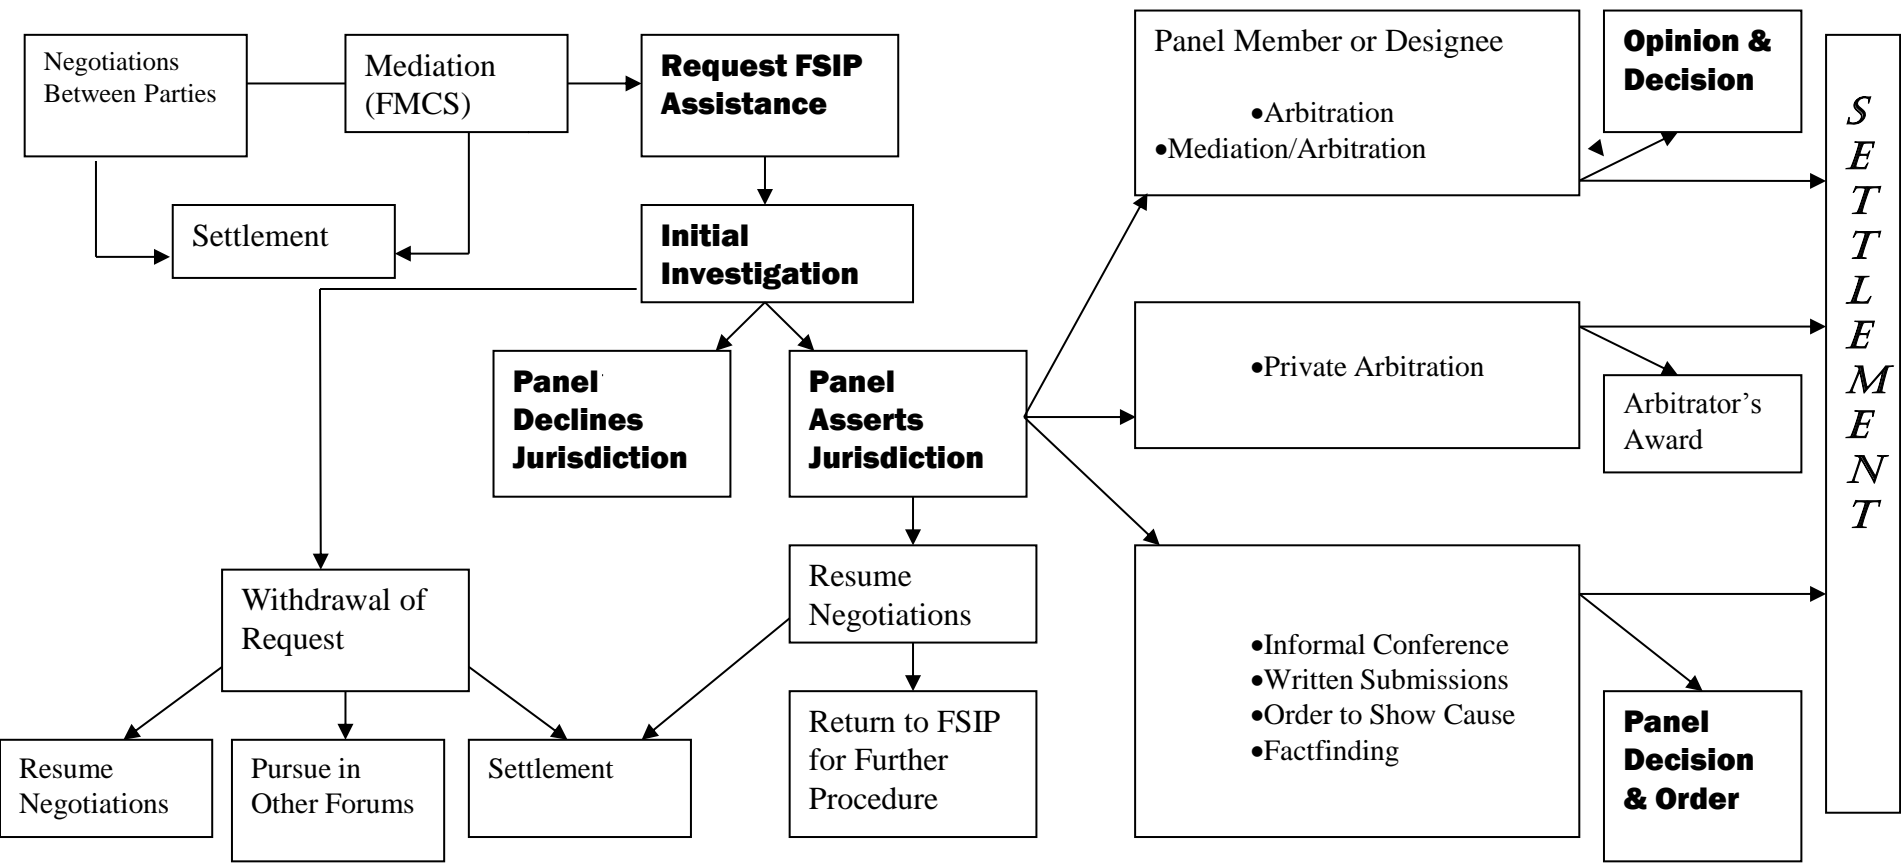 Negotiations
Between Parties
Mediation
(FMCS)
Request FSIP
Assistance
Settlement
Initial
Investigation
Panel
Declines
Jurisdiction
Panel
Asserts
Jurisdiction
Withdrawal of
Request
Resume
Negotiations
Resume
Negotiations
Pursue in
Other Forums
Settlement
Return to FSIP
for Further
Procedure
Panel Member or Designee
•Arbitration
•Mediation/Arbitration
Opinion &
Decision
•Private Arbitration
Arbitrator’s
Award
•Informal Conference
•Written Submissions
•Order to Show Cause
•Factfinding
Panel
Decision
& Order
S
E
T
T
L
E
M
E
N
T